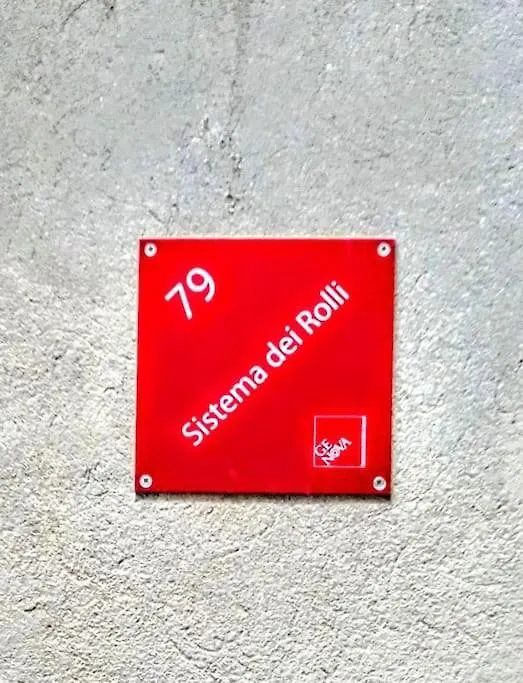 79
Sistema dei Rolli
GE
NOVA